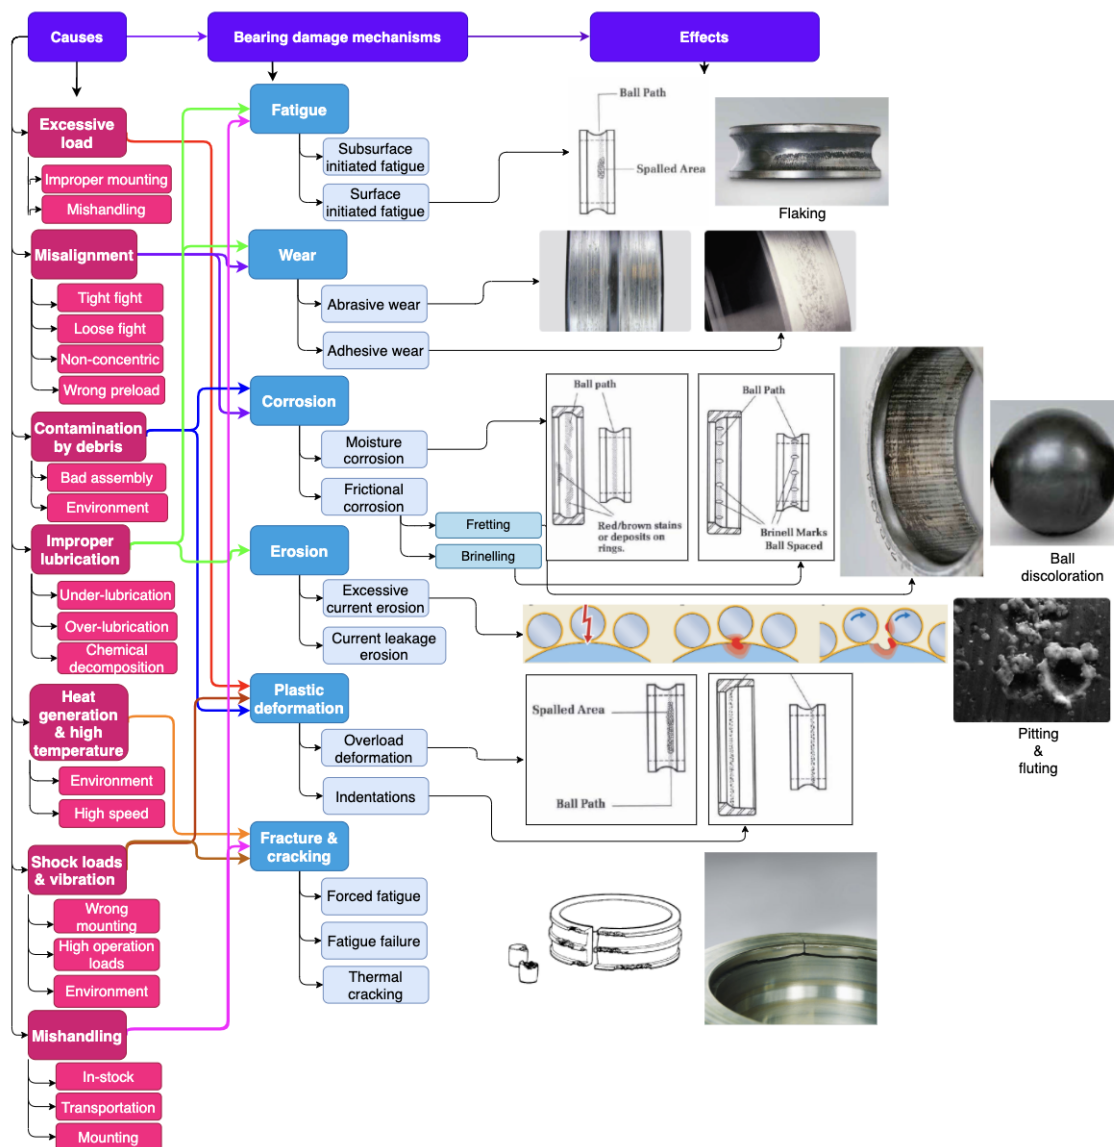 Causes
Bearing damage mechanisms
Effects
Excessive
load
Improper mounting
Mishandling
Misalignment
Tight fight
Loose fight
Non-concentric
Wrong preload
Contamination
by debris
Bad assembly
Environment
Improper
lubrication
Under-lubrication
Over-lubrication
Chemical
decomposition
Heat
generation
& high
temperature
Environment
High speed
Shock loads
& vibration
Wrong
mounting
High operation
loads
Environment
Mishandling
In-stock
Transportation
Mounting
Fatigue
Subsurface
initiated fatigue
Surface
initiated fatigue
Wear
Abrasive wear
Adhesive wear
Corrosion
Moisture
corrosion
Frictional
corrosion
Fretting
Brinelling
Erosion
Excessive
current erosion
Current leakage
erosion
Plastic
deformation
Overload
deformation
Indentations
Fracture &
cracking
Forced fatigue
Fatigue failure
Thermal
cracking
Ball Path
Spalled Area
Flaking
Ball path
Red/brown stains
or deposits on
rings.
Ball Path
Brinell Marks
Ball Spaced
Ball
discoloration
Spalled Area
Ball Path
Pitting
&
fluting